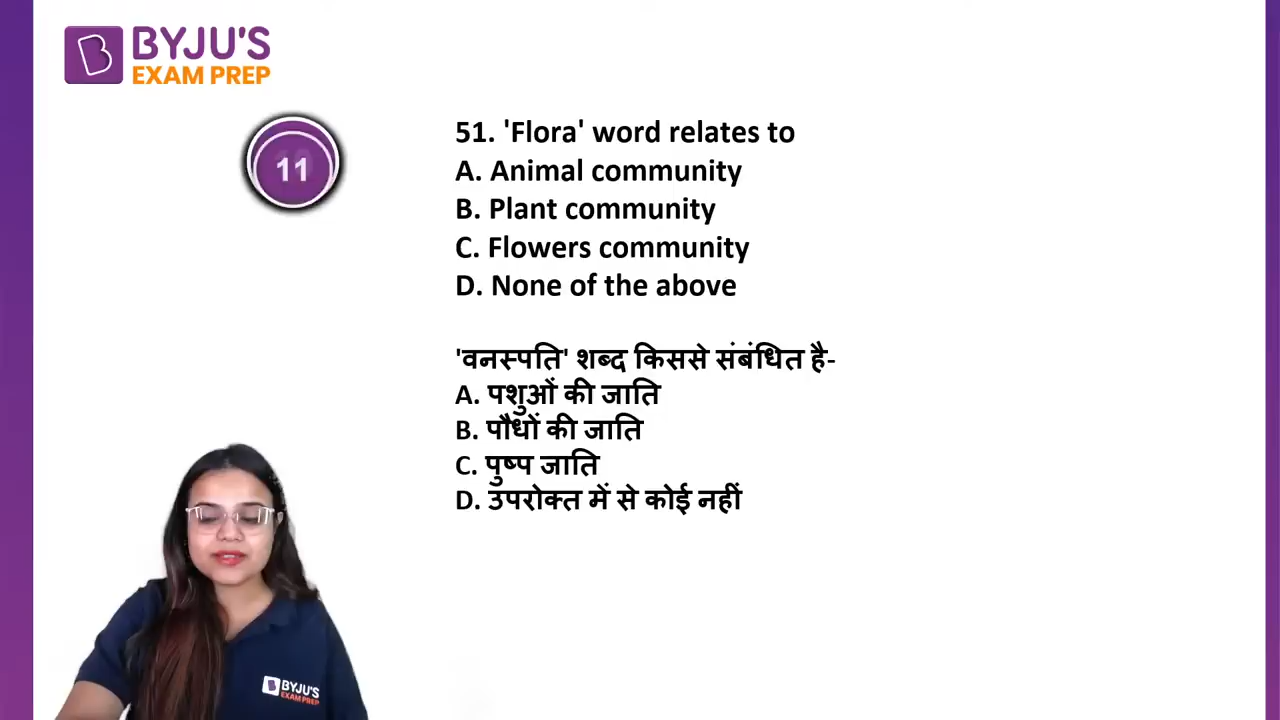 BYJU'S
EXAM PREP
11
51. 'Flora' word relates to
A. Animal community
B. Plant community
C. Flowers community
D. None of the above
'वनस्पति' शब्द किससे संबंधित है-
A. पशुओं की जाति
B. पौधों की जाति
C. पुष्प जाति
D. उपरोक्त में से कोई नहीं
BYJU'S
EXAM PREP